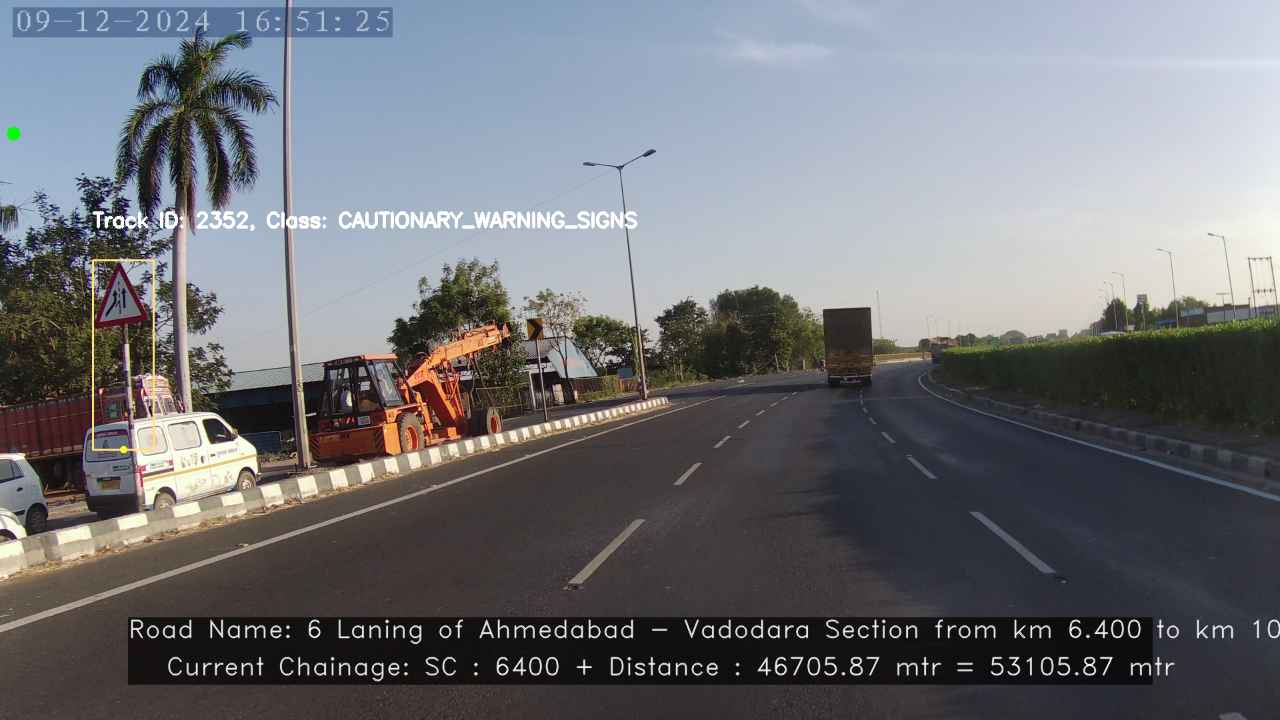 09-12-2024 16:51:25
Track ID: 2352, Class: CAUTIONARY_WARNING_SIGNS
Road Name: 6 Laning of Ahmedabad - Vadodara Section from km 6.400 to km 10
Current Chainage: SC : 6400 + Distance : 46705.87 mtr = 53105.87 mtr